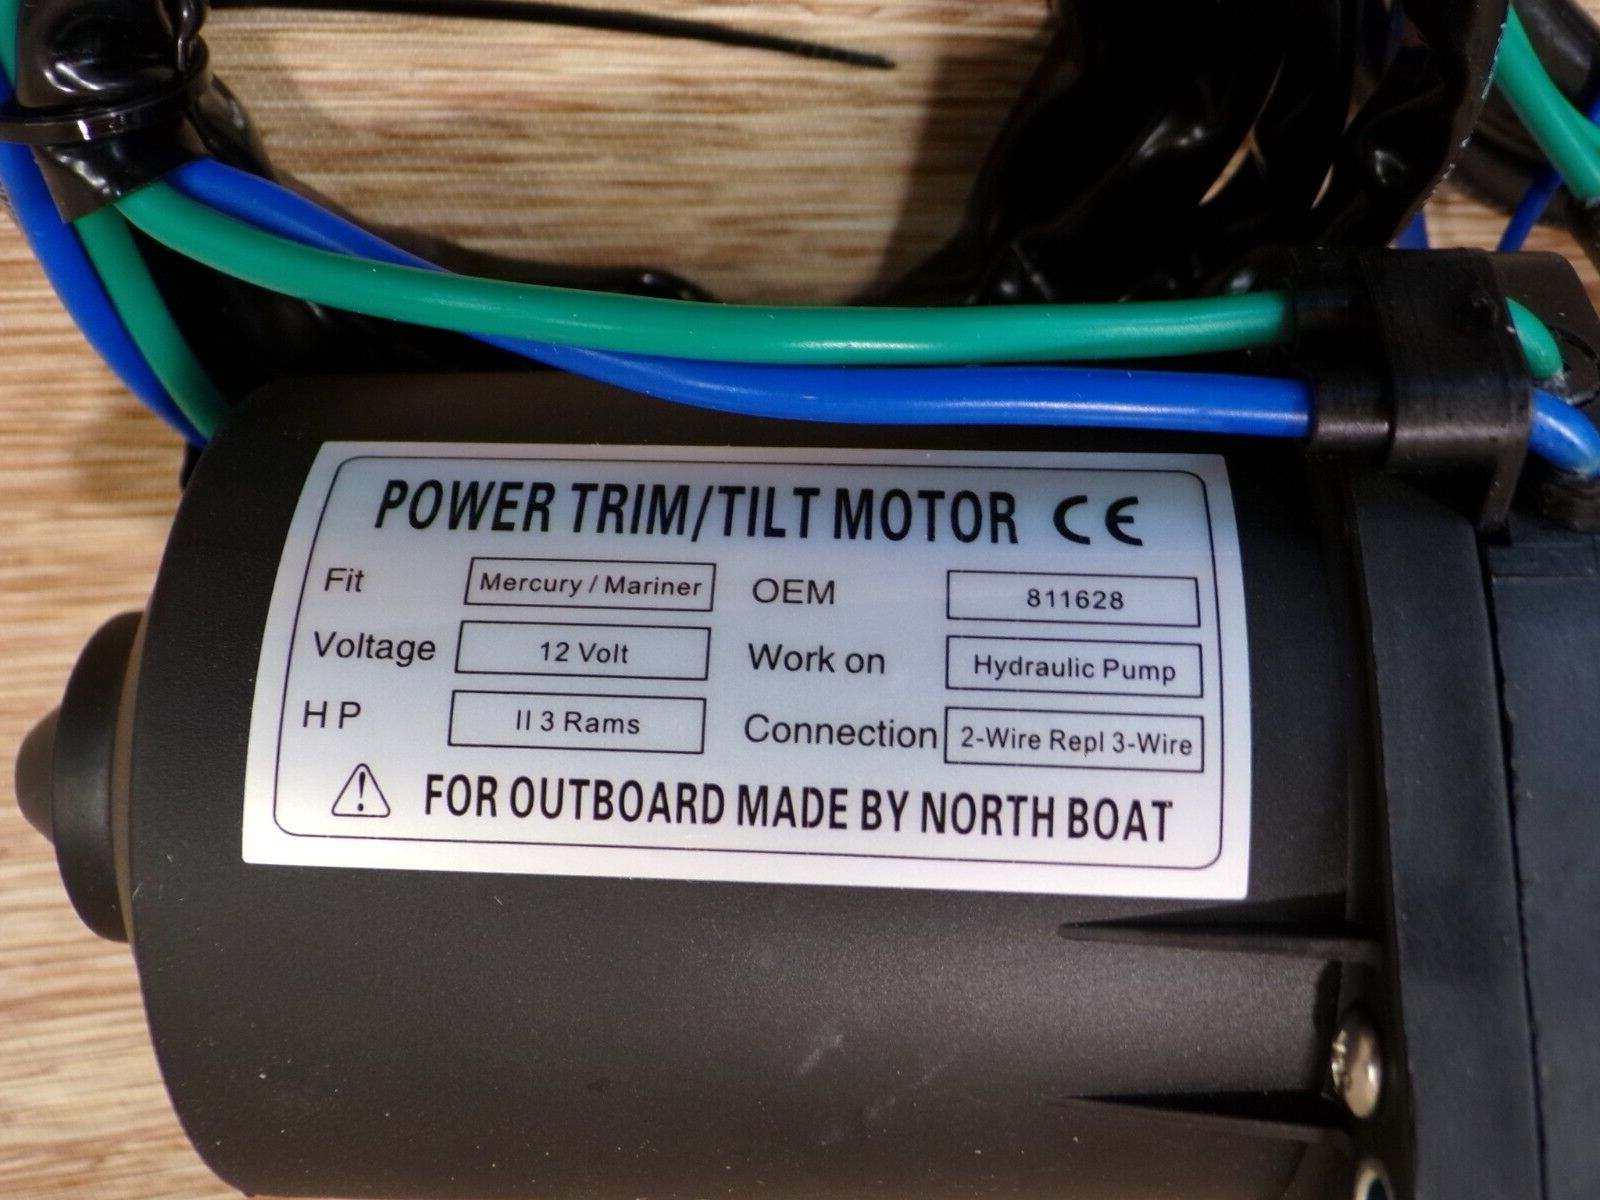 POWER TRIM/TILT MOTOR CE
Fit Mercury / Mariner OEM 811628
Voltage 12 Volt Work on Hydraulic Pump
H P II 3 Rams Connection 2-Wire Repl 3-Wire
FOR OUTBOARD MADE BY NORTH BOAT